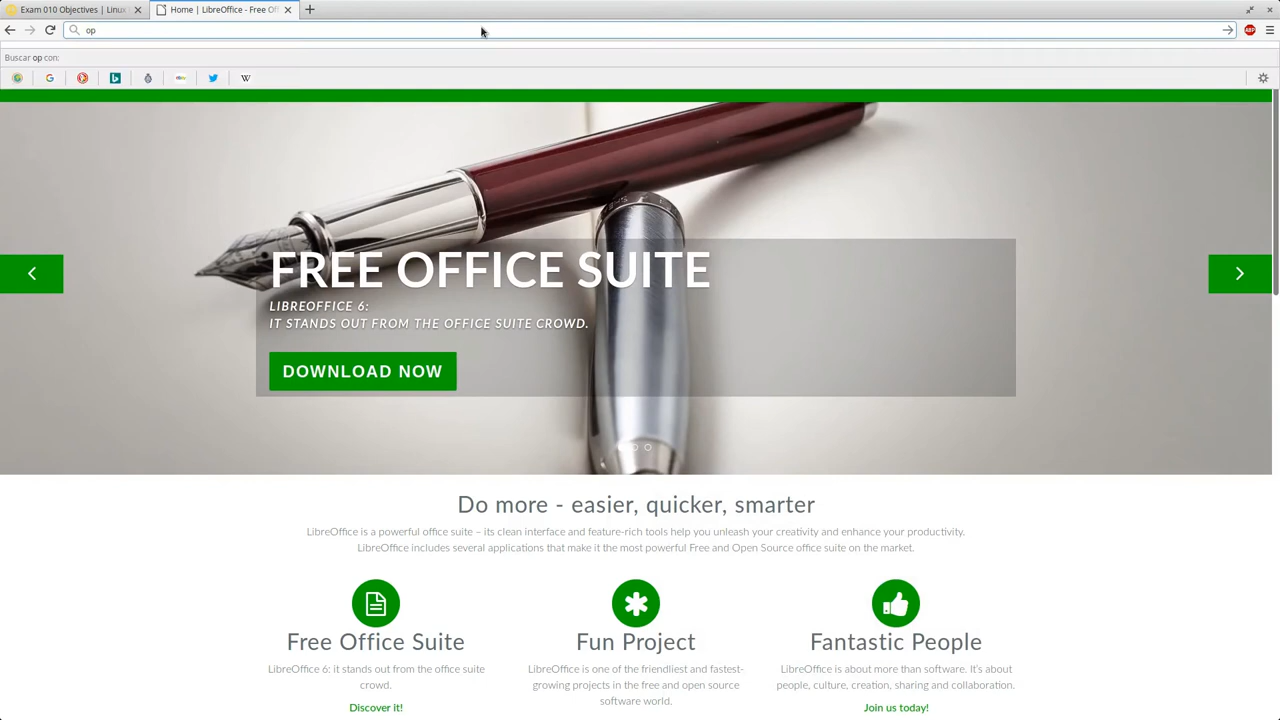 Exam 010 Objectives | Linux
Home | LibreOffice - Free Of
op
ABP
Buscar op con:
G
W
FREE OFFICE SUITE
LIBREOFFICE 6:
IT STANDS OUT FROM THE OFFICE SUITE CROWD.
DOWNLOAD NOW
Do more - easier, quicker, smarter
LibreOffice is a powerful office suite – its clean interface and feature-rich tools help you unleash your creativity and enhance your productivity.
LibreOffice includes several applications that make it the most powerful Free and Open Source office suite on the market.
Free Office Suite
LibreOffice 6: it stands out from the office suite
crowd.
Discover it!
Fun Project
LibreOffice is one of the friendliest and fastest-
growing projects in the free and open source
software world.
Fantastic People
LibreOffice is about more than software. It's about
people, culture, creation, sharing and collaboration.
Join us today!